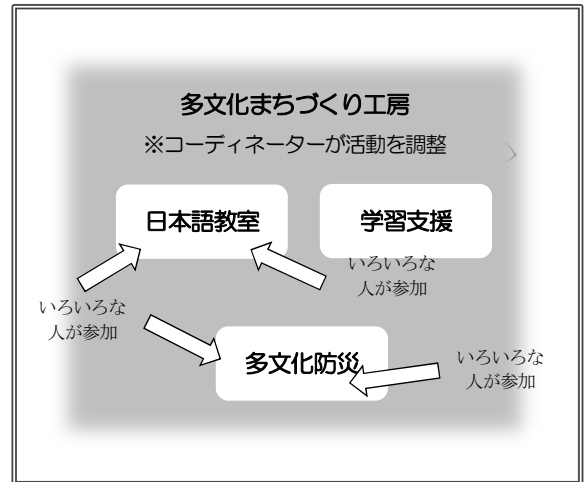 多文化まちづくり工房
※コーディネーターが活動を調整
日本語教室
学習支援
いろいろな
人が参加
いろいろな
人が参加
多文化防災
いろいろな
人が参加